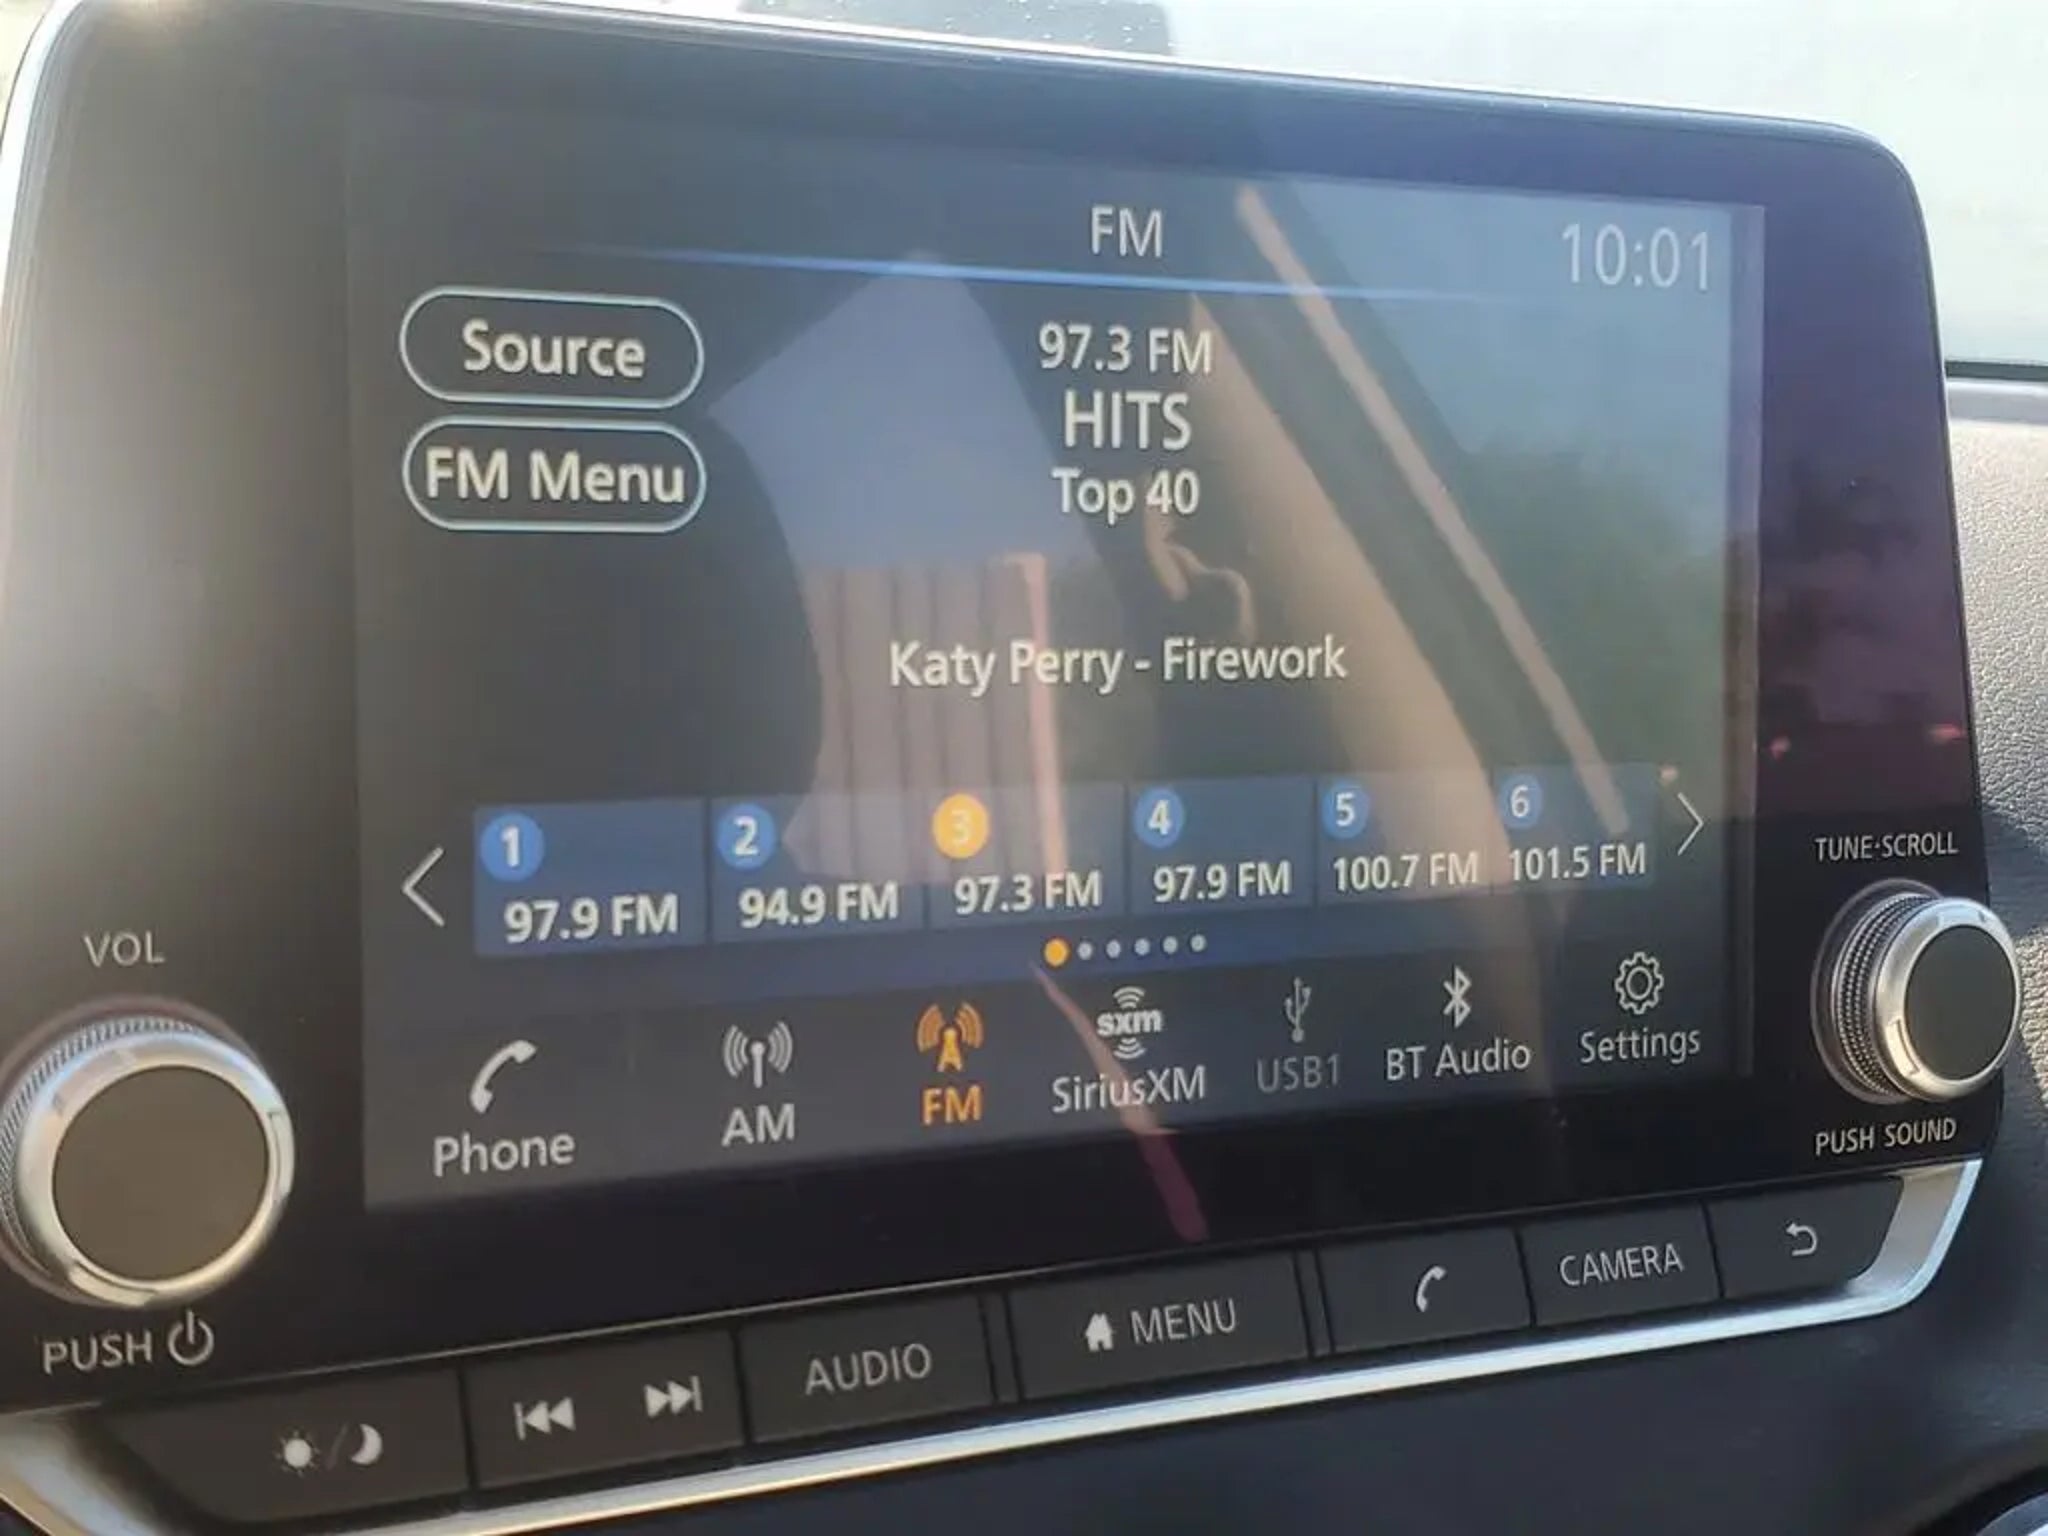 FM
10:01
Source
97.3 FM
HITS
FM Menu
Top 40
Katy Perry - Firework
1 2 3 4 5 6
97.9 FM 94.9 FM 97.3 FM 97.9 FM 100.7 FM 101.5 FM
sxm
Phone AM FM SiriusXM USB1 BT Audio Settings
VOL
PUSH
TUNE·SCROLL
PUSH SOUND
AUDIO
MENU
CAMERA